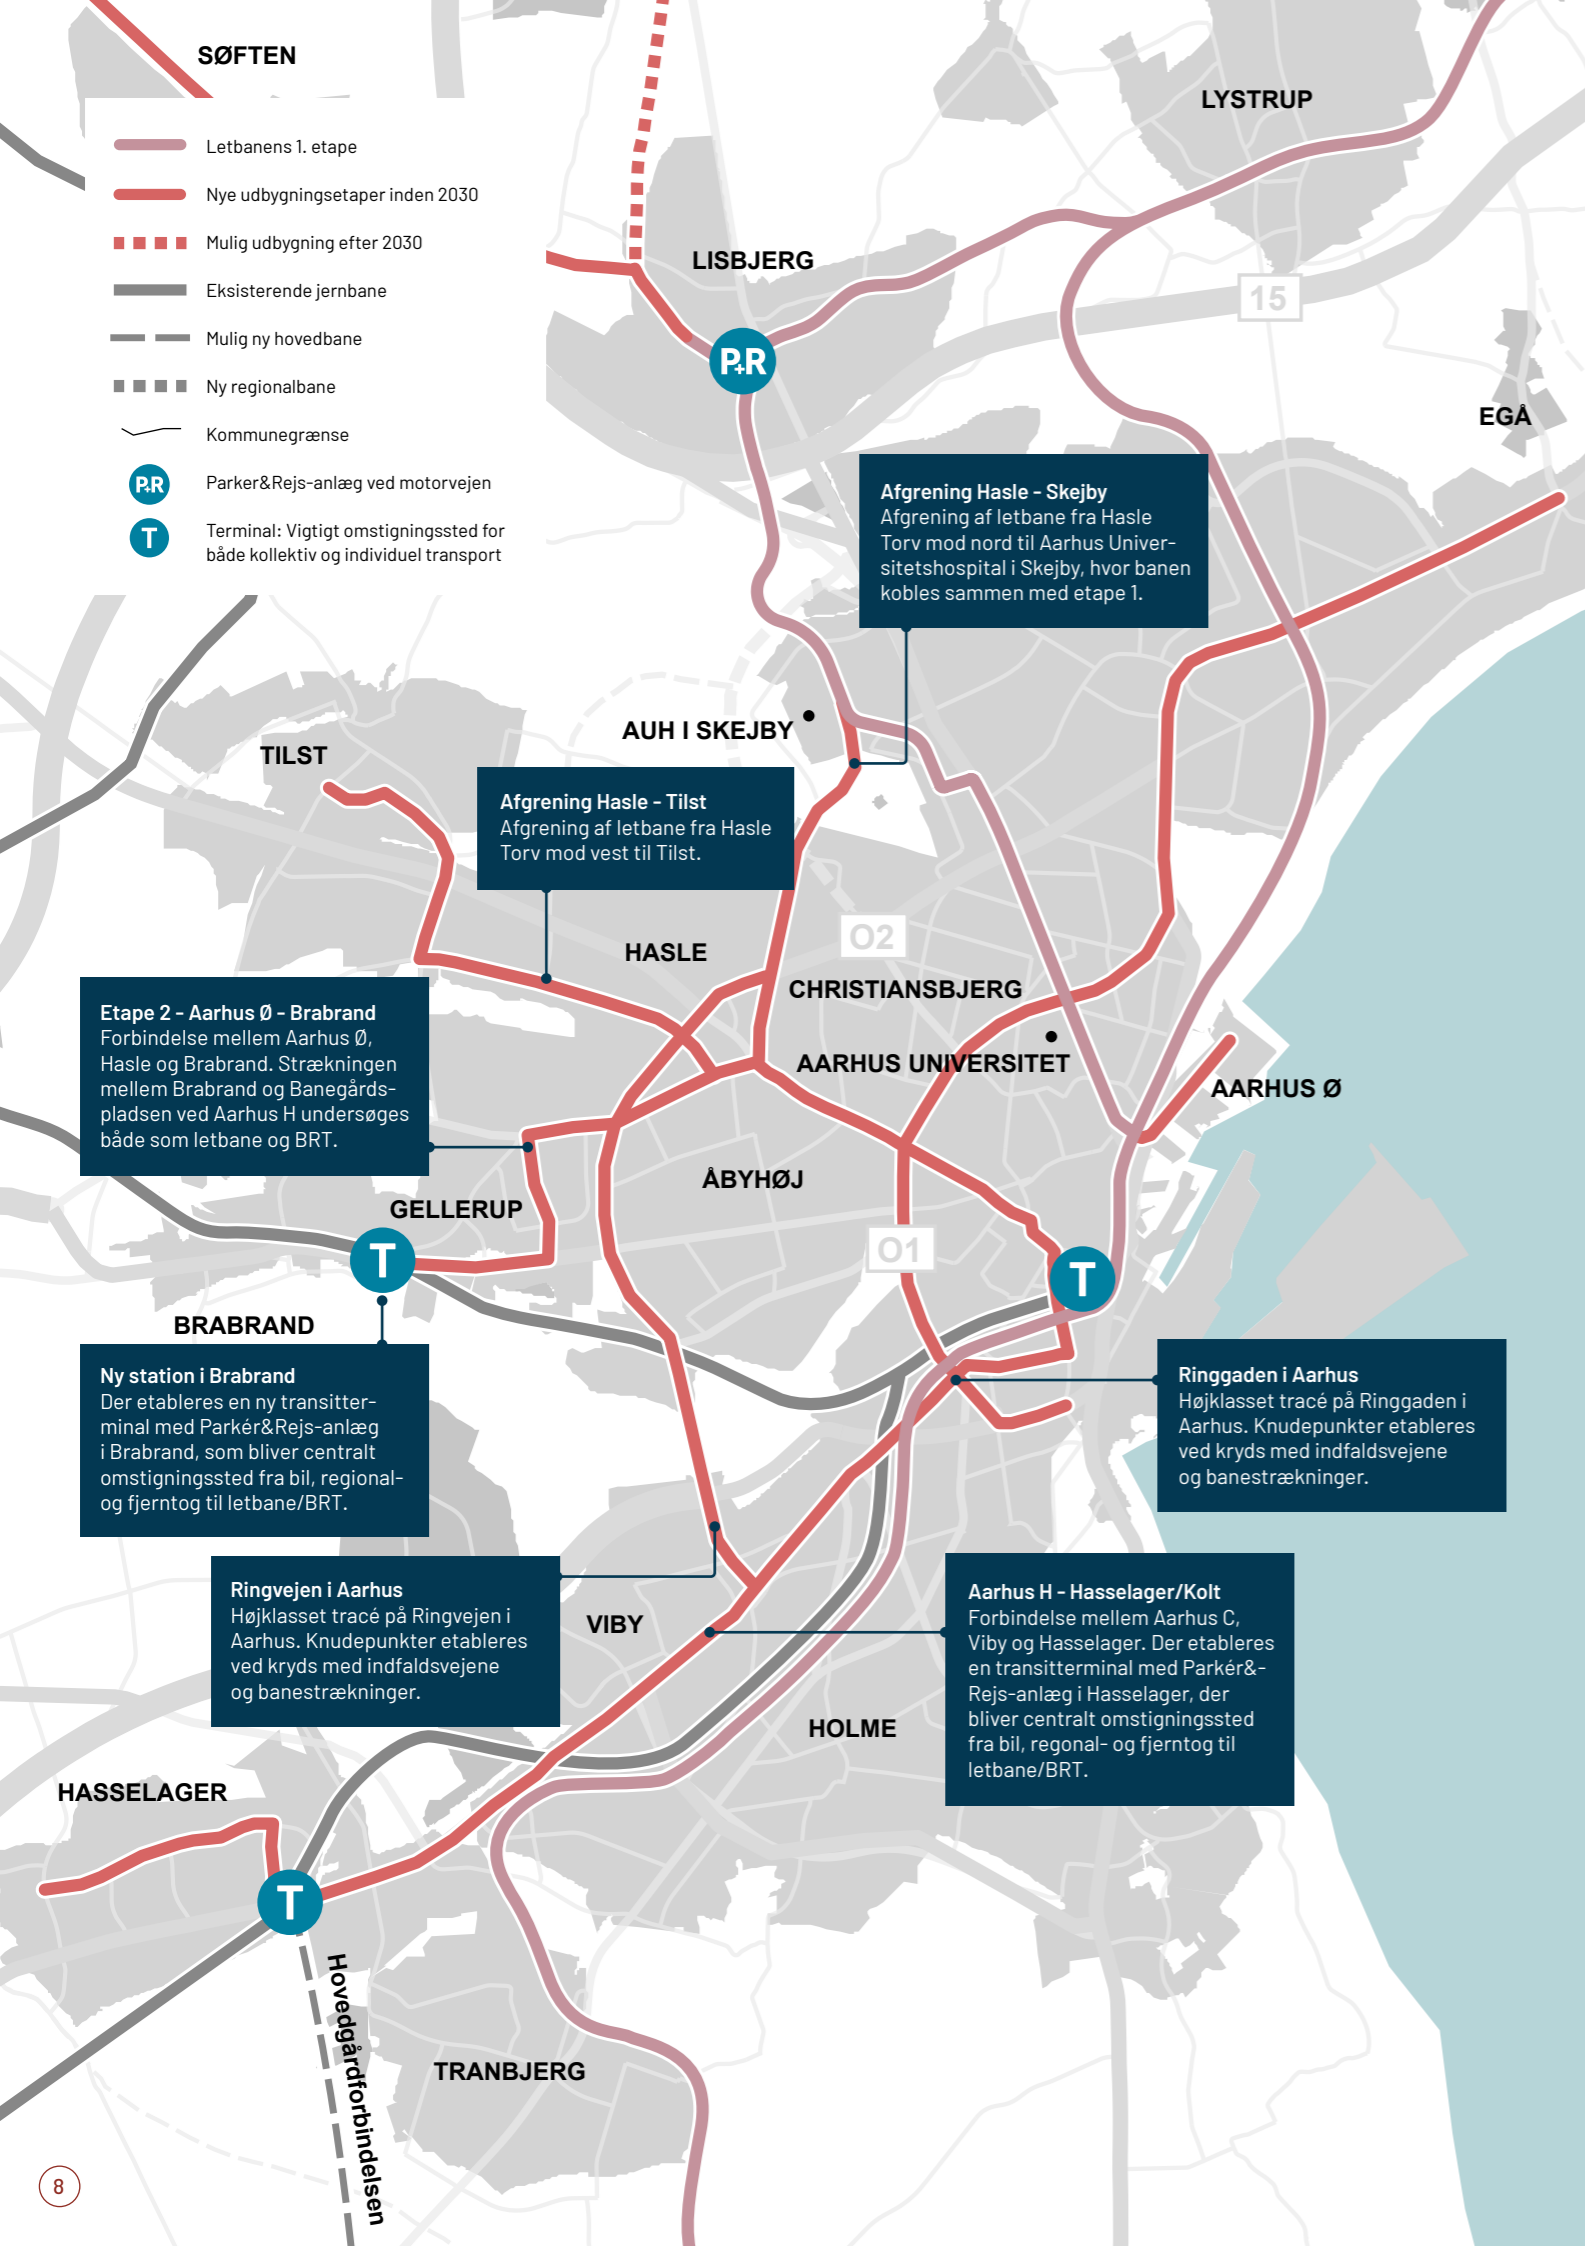 SØFTEN
LYSTRUP
Letbanens 1. etape
Nye udbygningsetaper inden 2030
Mulig udbygning efter 2030
Eksisterende jernbane
Mulig ny hovedbane
Ny regionalbane
Kommunegrænse
P+R
Parker&Rejs-anlæg ved motorvejen
T
Terminal: Vigtigt omstigningssted for
både kollektiv og individuel transport
LISBJERG
15
P+R
EGÅ
Afgrening Hasle - Skejby
Afgrening af letbane fra Hasle
Torv mod nord til Aarhus Univer-
sitetshospital i Skejby, hvor banen
kobles sammen med etape 1.
AUH I SKEJBY
TILST
Afgrening Hasle - Tilst
Afgrening af letbane fra Hasle
Torv mod vest til Tilst.
HASLE
O2
CHRISTIANSBJERG
Etape 2 - Aarhus Ø - Brabrand
Forbindelse mellem Aarhus Ø,
Hasle og Brabrand. Strækningen
mellem Brabrand og Banegårds-
pladsen ved Aarhus H undersøges
både som letbane og BRT.
AARHUS UNIVERSITET
AARHUS Ø
ÅBYHØJ
GELLERUP
O1
T
T
BRABRAND
Ny station i Brabrand
Der etableres en ny transitter-
minal med Parkér&Rejs-anlæg
i Brabrand, som bliver centralt
omstigningssted fra bil, regional-
og fjerntog til letbane/BRT.
Ringgaden i Aarhus
Højklasset tracé på Ringgaden i
Aarhus. Knudepunkter etableres
ved kryds med indfaldsvejene
og banestrækninger.
Ringvejen i Aarhus
Højklasset tracé på Ringvejen i
Aarhus. Knudepunkter etableres
ved kryds med indfaldsvejene
og banestrækninger.
VIBY
Aarhus H - Hasselager/Kolt
Forbindelse mellem Aarhus C,
Viby og Hasselager. Der etableres
en transitterminal med Parkér&-
Rejs-anlæg i Hasselager, der
bliver centralt omstigningssted
fra bil, regonal- og fjerntog til
letbane/BRT.
HOLME
HASSELAGER
T
Hovedgårdforbindelsen
TRANBJERG
8